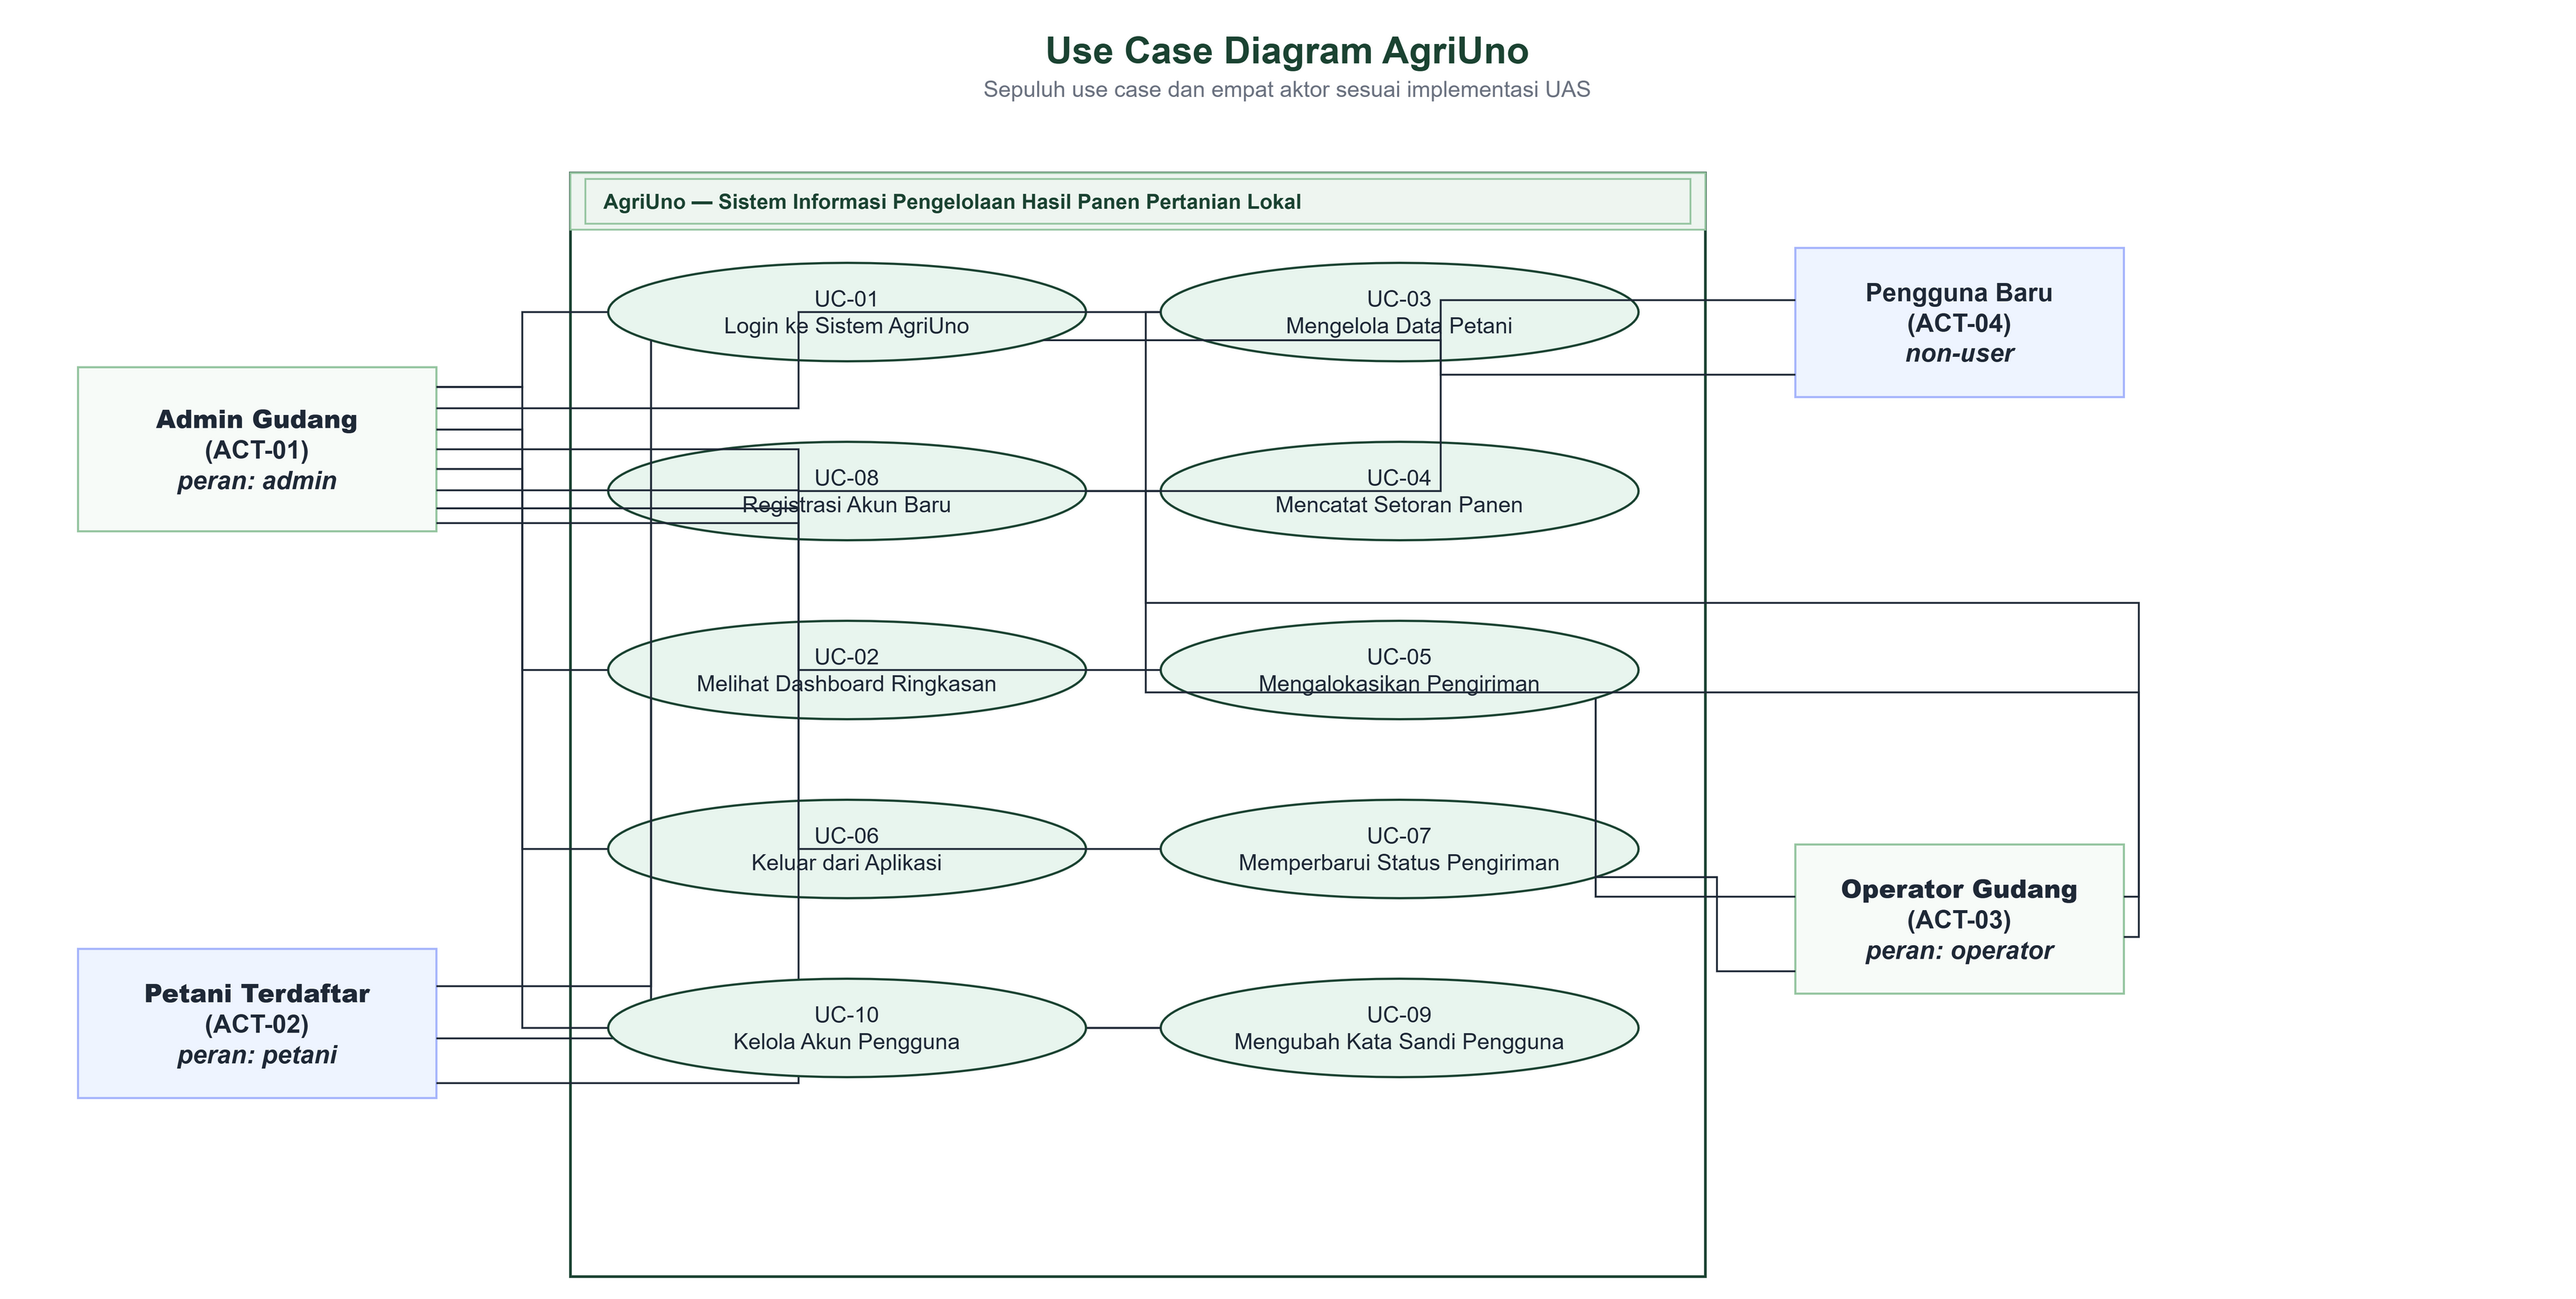 Use Case Diagram AgriUno
Sepuluh use case dan empat aktor sesuai implementasi UAS
AgriUno — Sistem Informasi Pengelolaan Hasil Panen Pertanian Lokal
UC-01
Login ke Sistem AgriUno
UC-03
Mengelola Data Petani
Pengguna Baru
(ACT-04)
non-user
Admin Gudang
(ACT-01)
peran: admin
UC-08
Registrasi Akun Baru
UC-04
Mencatat Setoran Panen
UC-02
Melihat Dashboard Ringkasan
UC-05
Mengalokasikan Pengiriman
UC-06
Keluar dari Aplikasi
UC-07
Memperbarui Status Pengiriman
Operator Gudang
(ACT-03)
peran: operator
Petani Terdaftar
(ACT-02)
peran: petani
UC-10
Kelola Akun Pengguna
UC-09
Mengubah Kata Sandi Pengguna